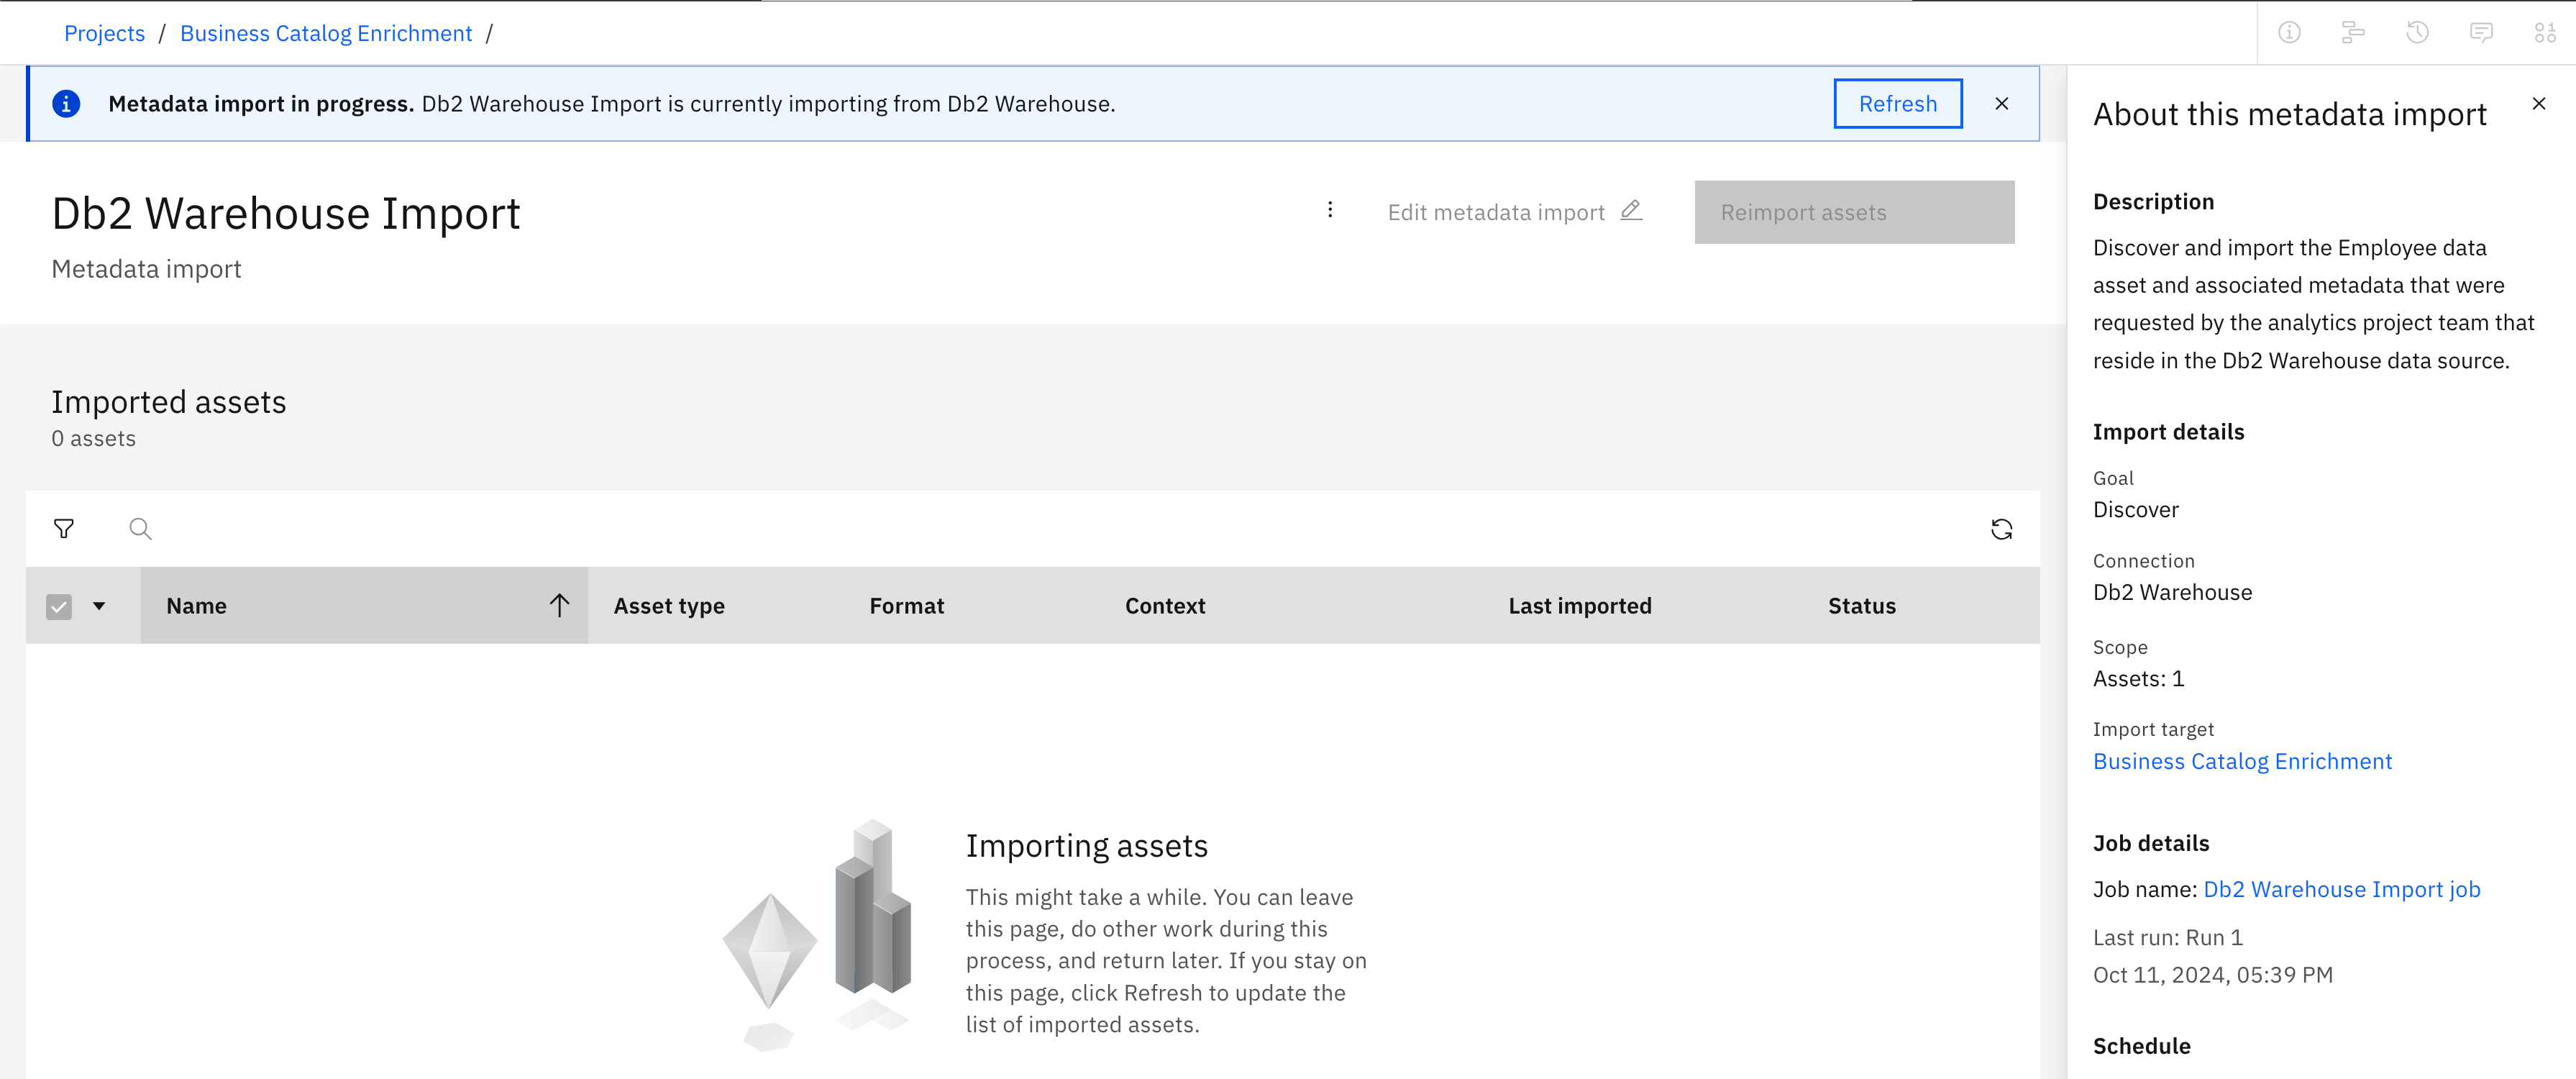 Projects / Business Catalog Enrichment /
Metadata import in progress. Db2 Warehouse Import is currently importing from Db2 Warehouse.
Refresh
Db2 Warehouse Import
Metadata import
Edit metadata import
Reimport assets
Imported assets
0 assets
Name
Asset type
Format
Context
Last imported
Status
Importing assets
This might take a while. You can leave
this page, do other work during this
process, and return later. If you stay on
this page, click Refresh to update the
list of imported assets.
About this metadata import
Description
Discover and import the Employee data
asset and associated metadata that were
requested by the analytics project team that
reside in the Db2 Warehouse data source.
Import details
Goal
Discover
Connection
Db2 Warehouse
Scope
Assets: 1
Import target
Business Catalog Enrichment
Job details
Job name: Db2 Warehouse Import job
Last run: Run 1
Oct 11, 2024, 05:39 PM
Schedule